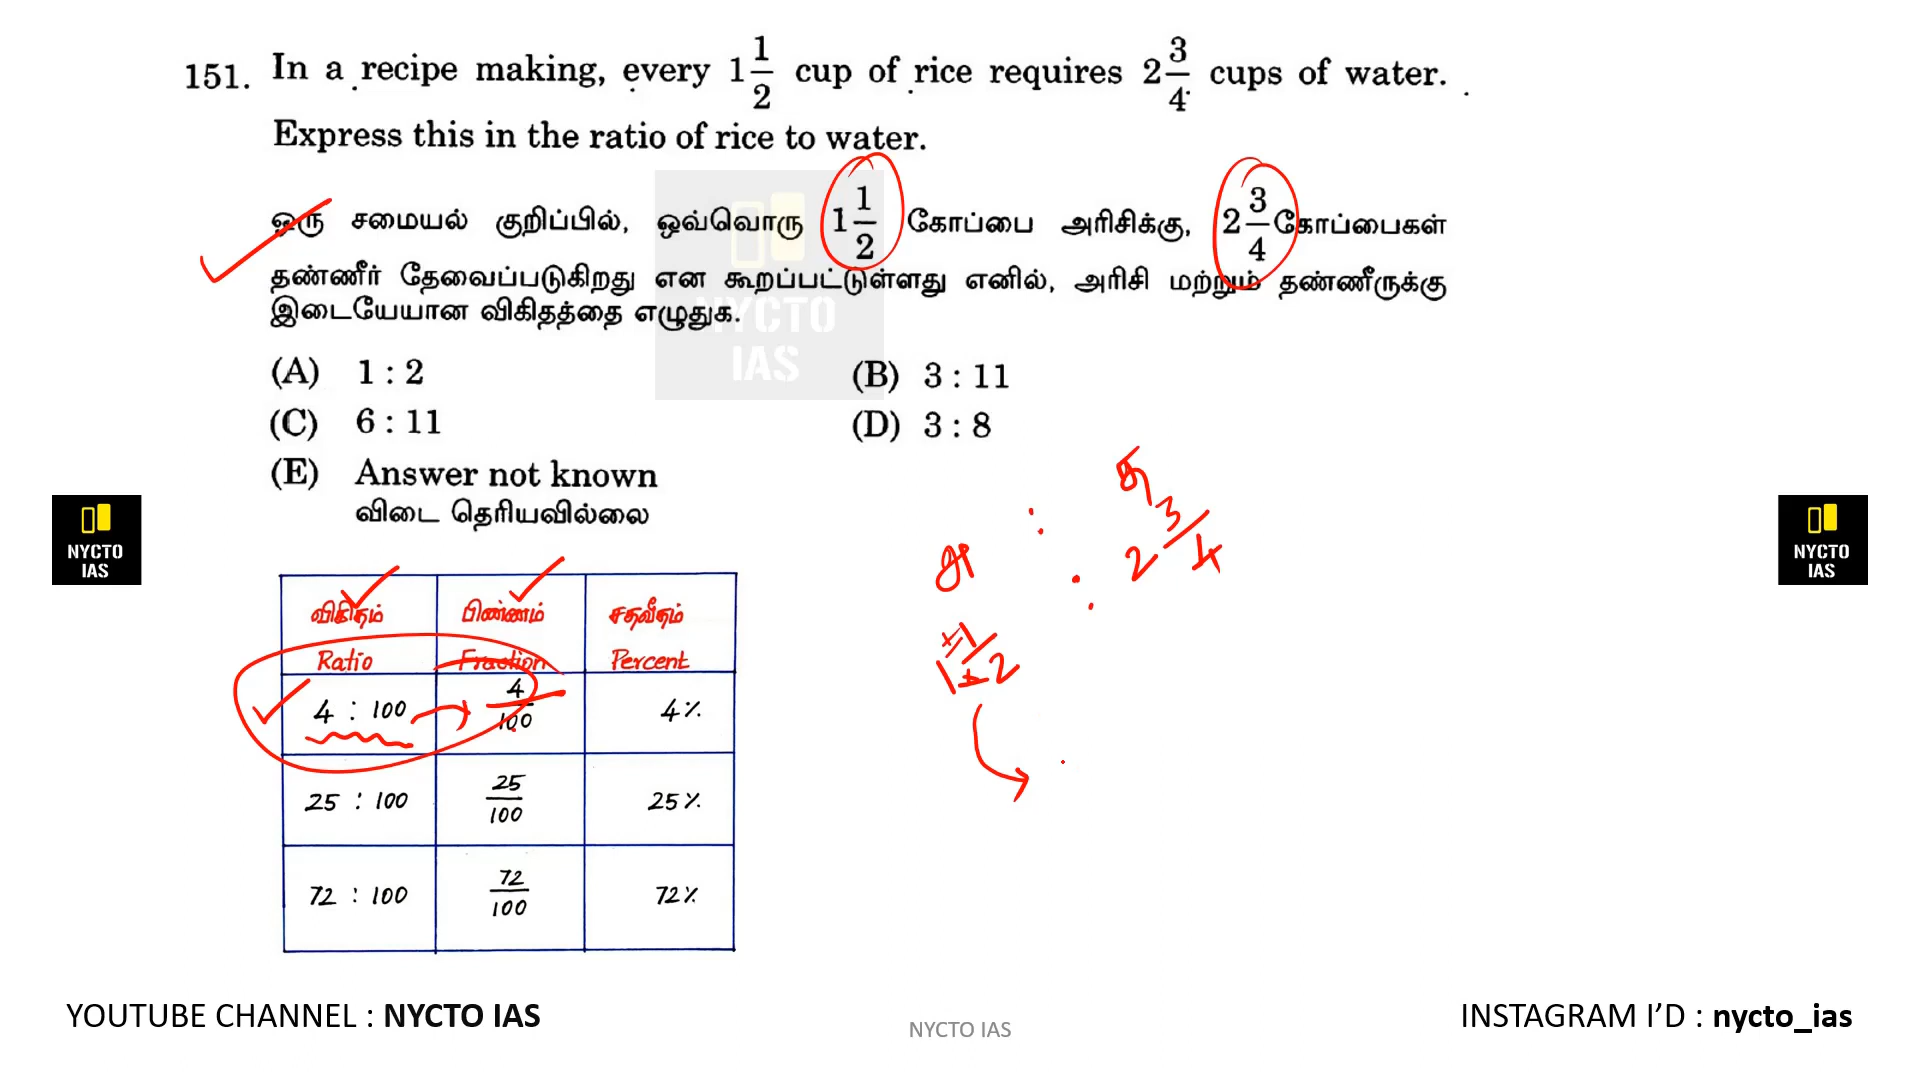 151. In a recipe making, every 1 1/2 cup of rice requires 2 3/4 cups of water.
Express this in the ratio of rice to water.
ஒரு சமையல் குறிப்பில், ஒவ்வொரு 1 1/2 கோப்பை அரிசிக்கு, 2 3/4 கோப்பைகள்
தண்ணீர் தேவைப்படுகிறது என கூறப்பட்டுள்ளது எனில், அரிசி மற்றும் தண்ணீருக்கு
இடையேயான விகிதத்தை எழுதுக.
NYCTO
IAS
(A) 1 : 2 (B) 3 : 11
(C) 6 : 11 (D) 3 : 8
(E) Answer not known
விடை தெரியவில்லை
NYCTO
IAS
NYCTO
IAS
அ : த
1 1/2 : 2 3/4
விகிதம் பின்னம் சதவீதம்
Ratio Fraction Percent
4 : 100 4/100 4%
25 : 100 25/100 25%
72 : 100 72/100 72%
YOUTUBE CHANNEL : NYCTO IAS
NYCTO IAS
INSTAGRAM I'D : nycto_ias